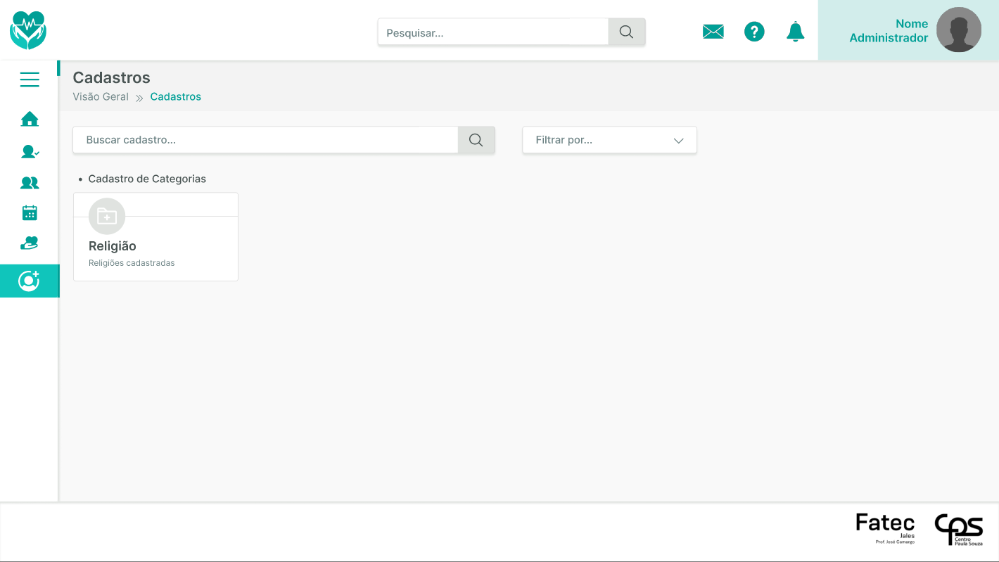 Pesquisar...
Nome
Administrador
Cadastros
Visão Geral » Cadastros
Buscar cadastro...
Filtrar por...
• Cadastro de Categorias
Religião
Religiões cadastradas
Fatec
Jales
Prof. José Camargo
CPS
Centro
Paula Souza